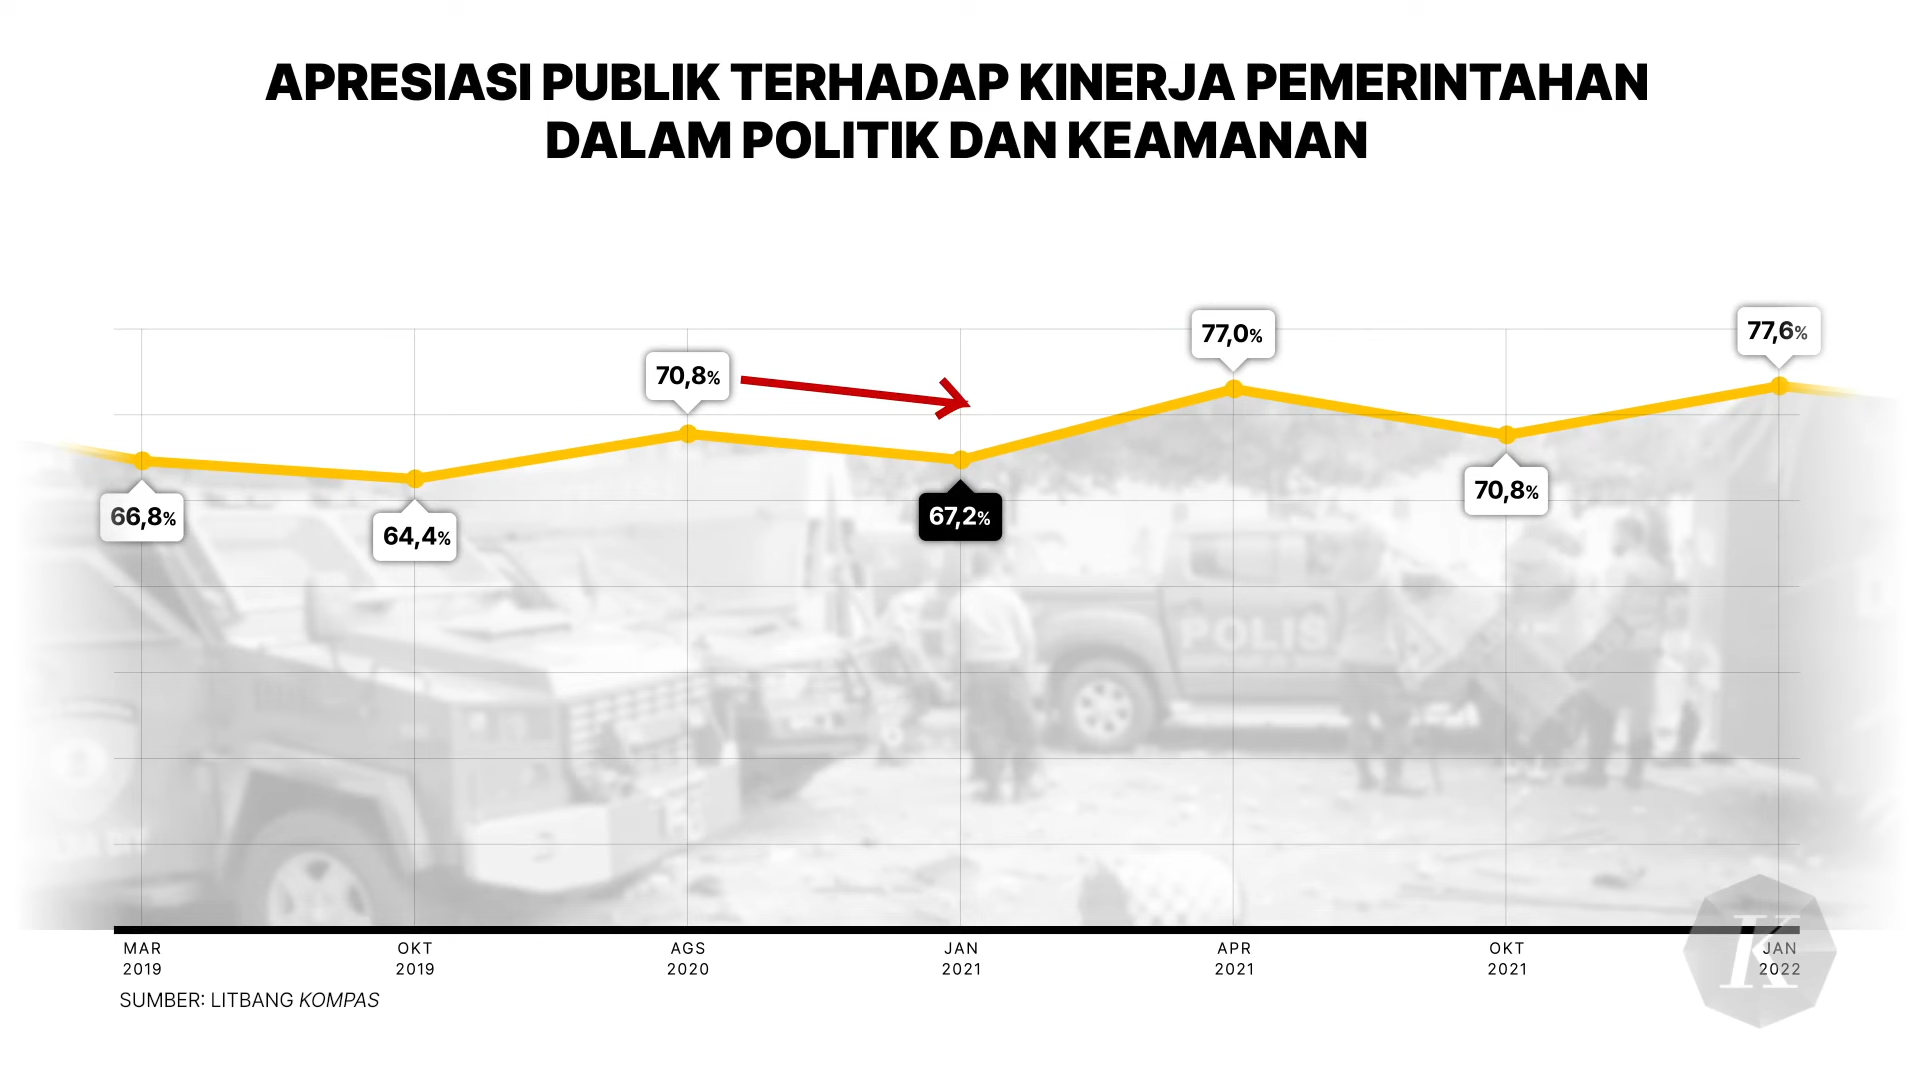 APRESIASI PUBLIK TERHADAP KINERJA PEMERINTAHAN
DALAM POLITIK DAN KEAMANAN
66,8%
64,4%
70,8%
67,2%
77,0%
70,8%
77,6%
POLIS
MAR
2019
OKT
2019
AGS
2020
JAN
2021
APR
2021
OKT
2021
JAN
2022
K
SUMBER: LITBANG KOMPAS